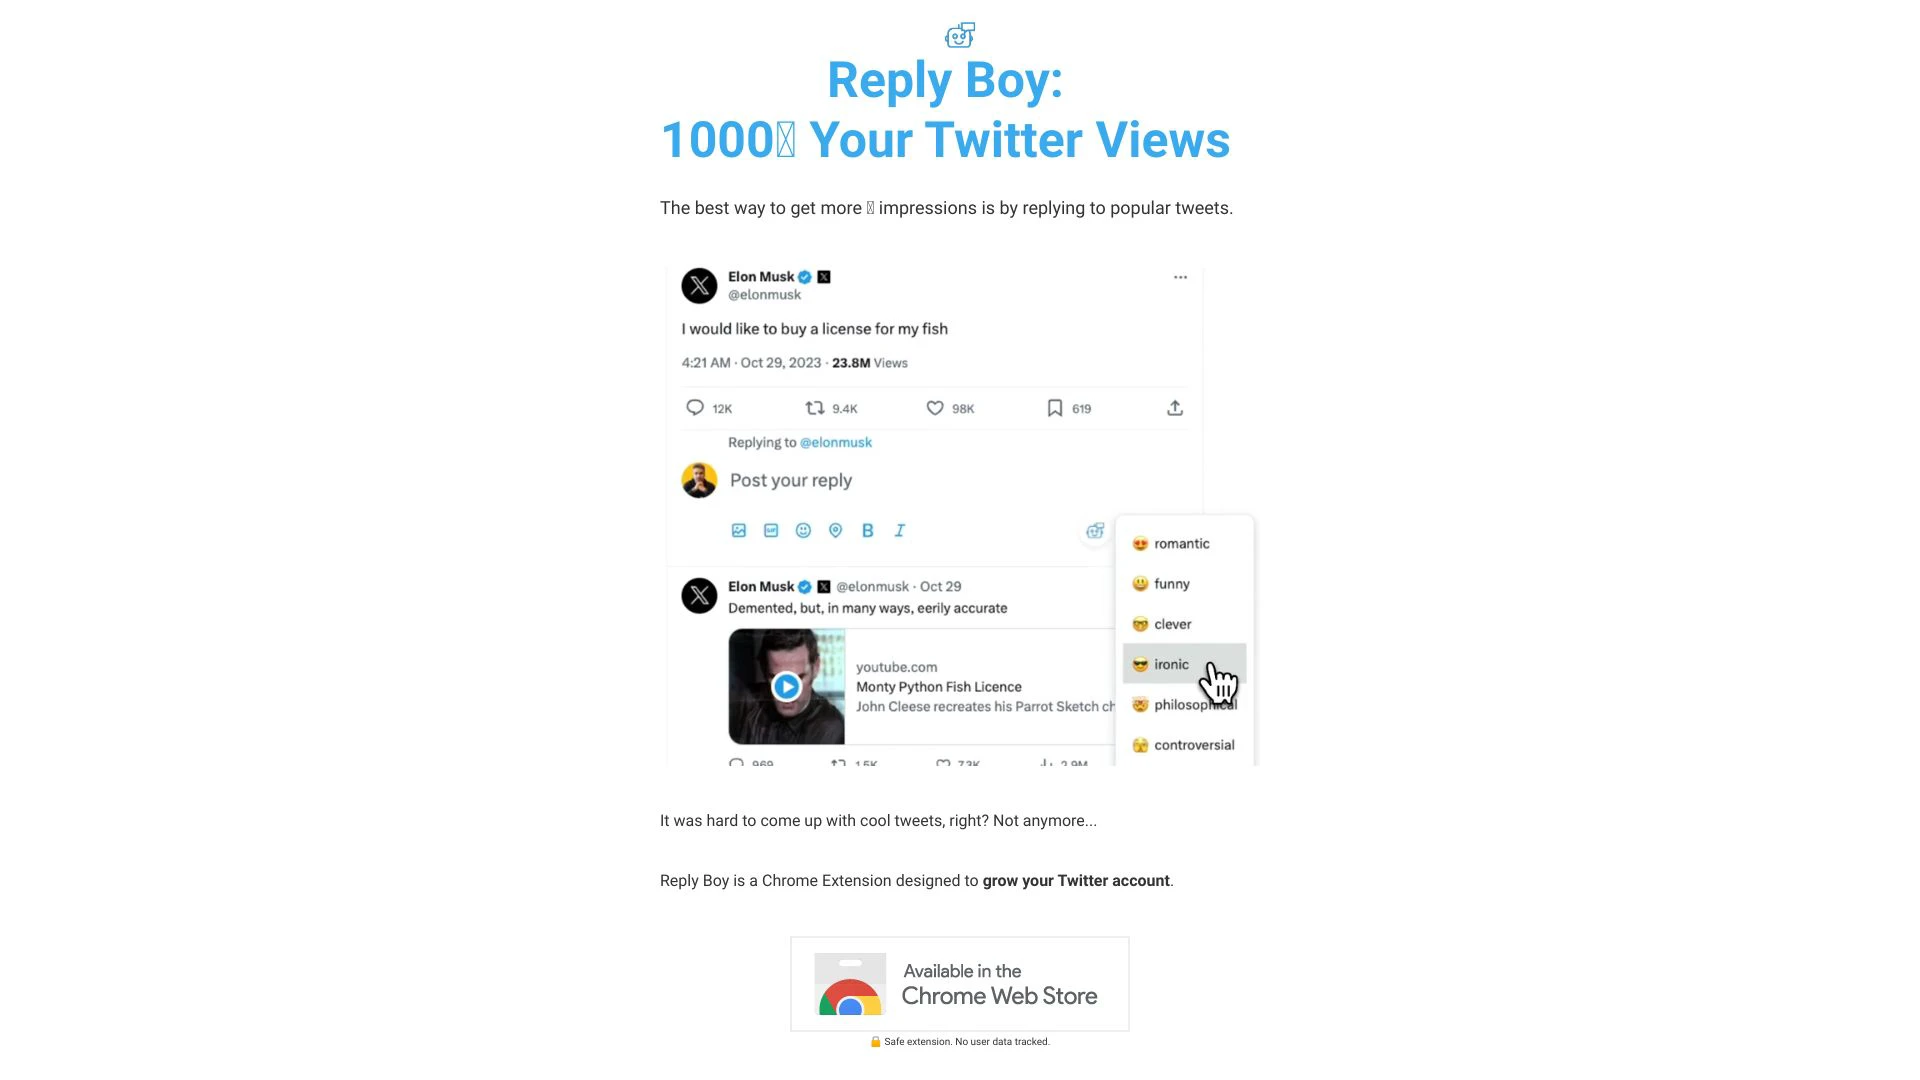 Reply Boy:
1000𝕏 Your Twitter Views
The best way to get more 𝕏 impressions is by replying to popular tweets.
Elon Musk
@elonmusk
I would like to buy a license for my fish
4:21 AM · Oct 29, 2023 · 23.8M Views
12K 9.4K 98K 619
Replying to @elonmusk
Post your reply
GIF B I
romantic
funny
clever
ironic
philosophical
controversial
Elon Musk @elonmusk · Oct 29
Demented, but, in many ways, eerily accurate
youtube.com
Monty Python Fish Licence
John Cleese recreates his Parrot Sketch ch
969 1.5K 7.3K 2.9M
It was hard to come up with cool tweets, right? Not anymore...
Reply Boy is a Chrome Extension designed to grow your Twitter account.
Available in the
Chrome Web Store
🔒 Safe extension. No user data tracked.